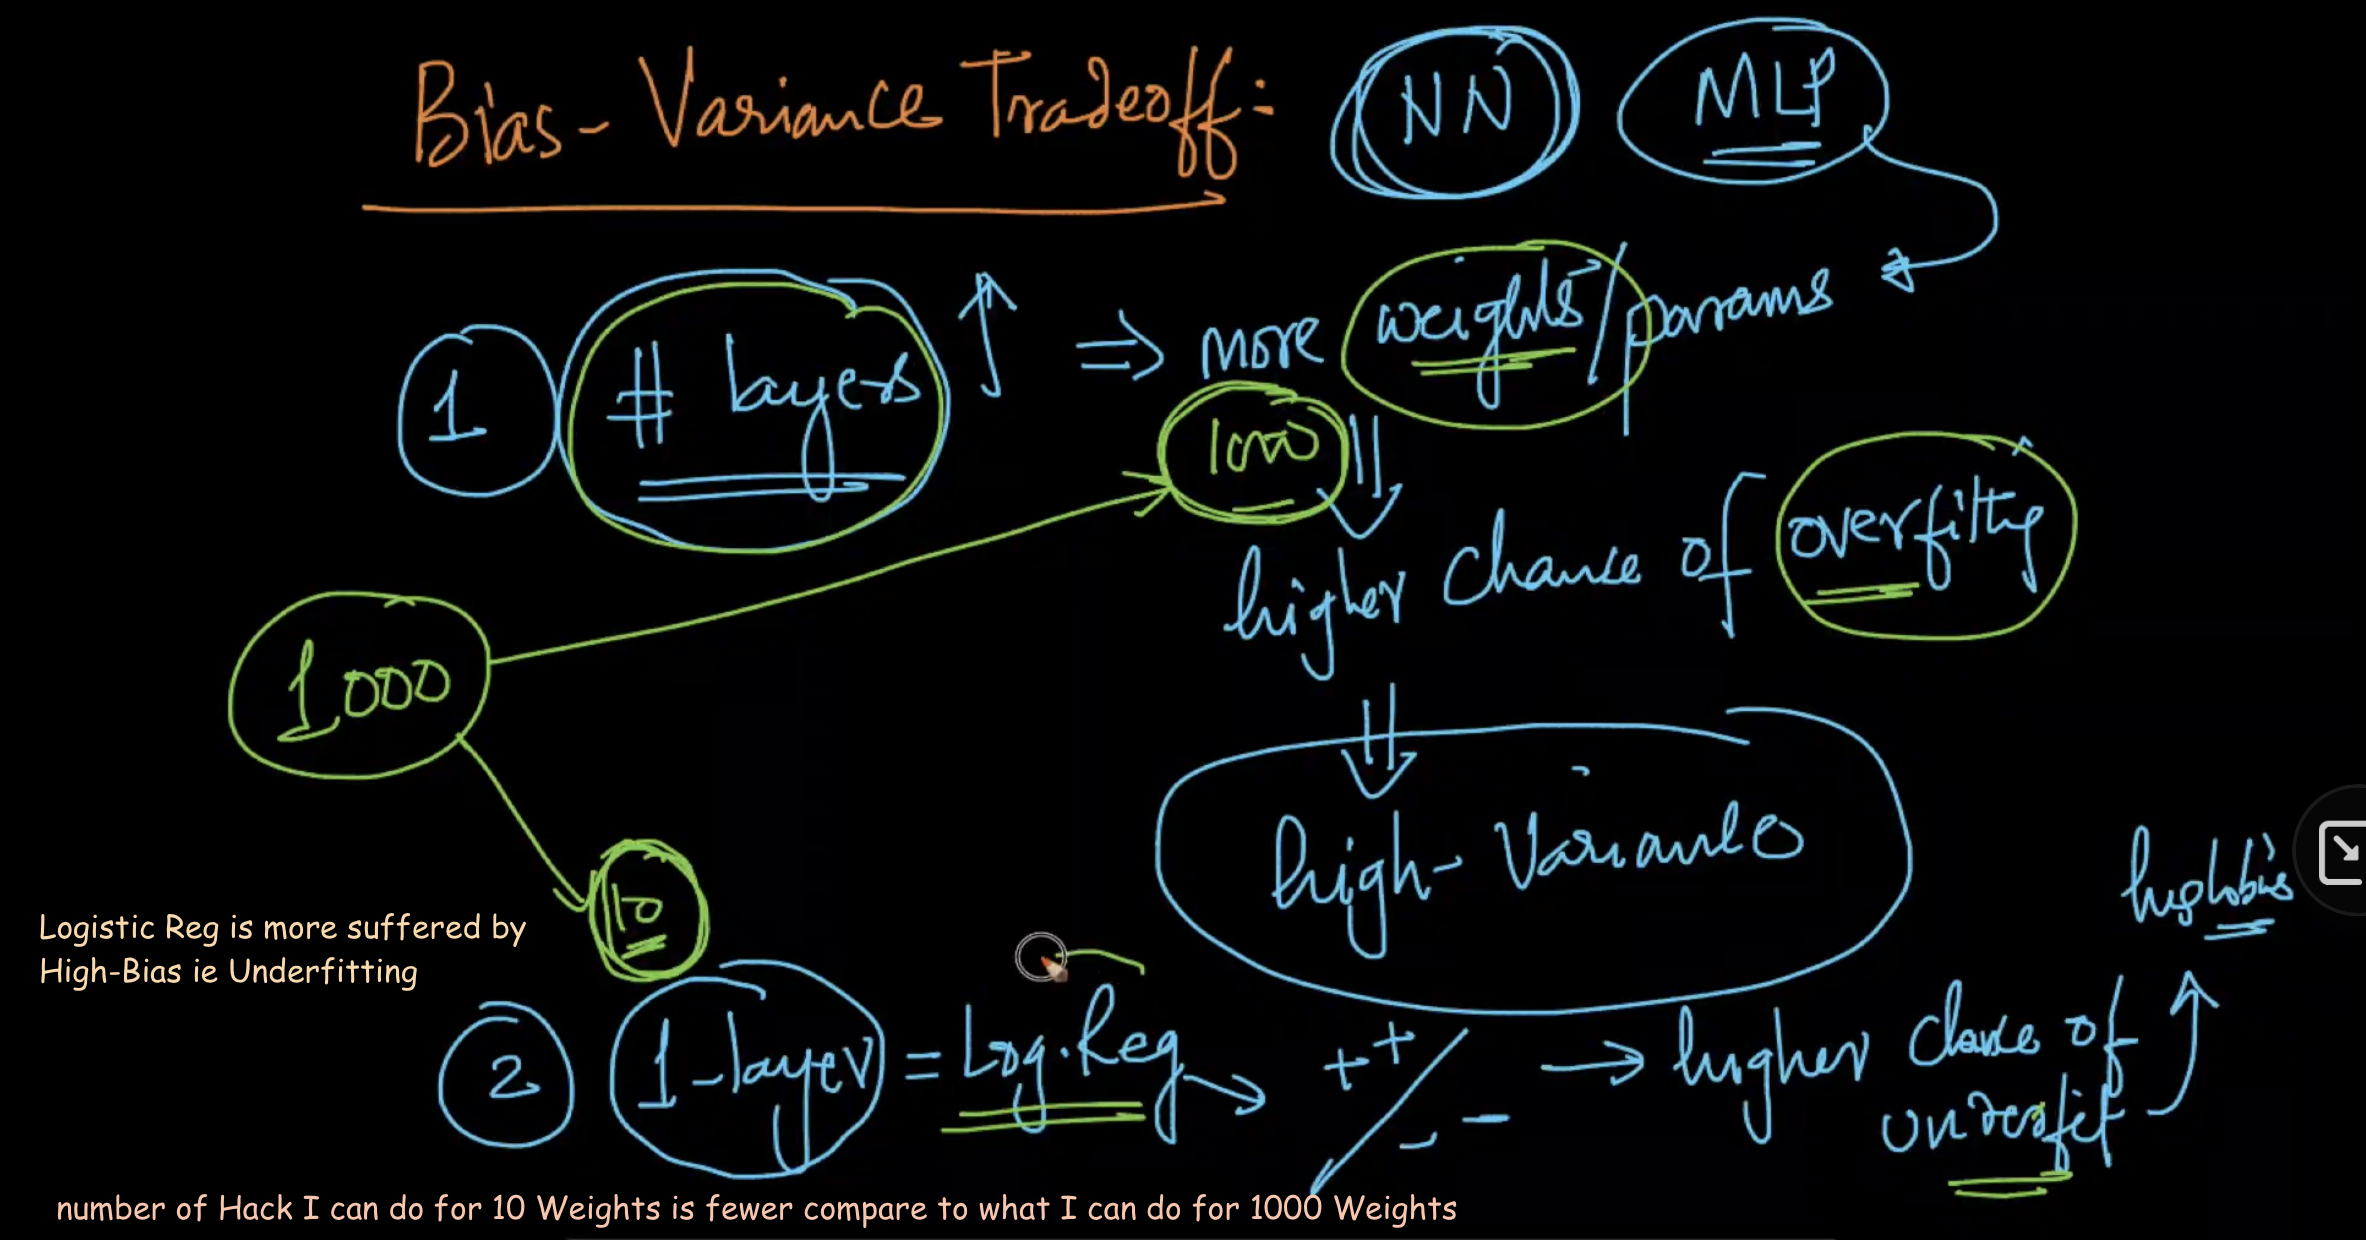 Bias-Variance Tradeoff:
NN
MLP
1
# layers ↑ ⇒ more weights/params
1000
higher chance of overfitting
1000
high-Variance
10
high bias
Logistic Reg is more suffered by
High-Bias ie Underfitting
2
1-layer = Log.Reg → + + / - - → higher chance of
underfit
number of Hack I can do for 10 Weights is fewer compare to what I can do for 1000 Weights